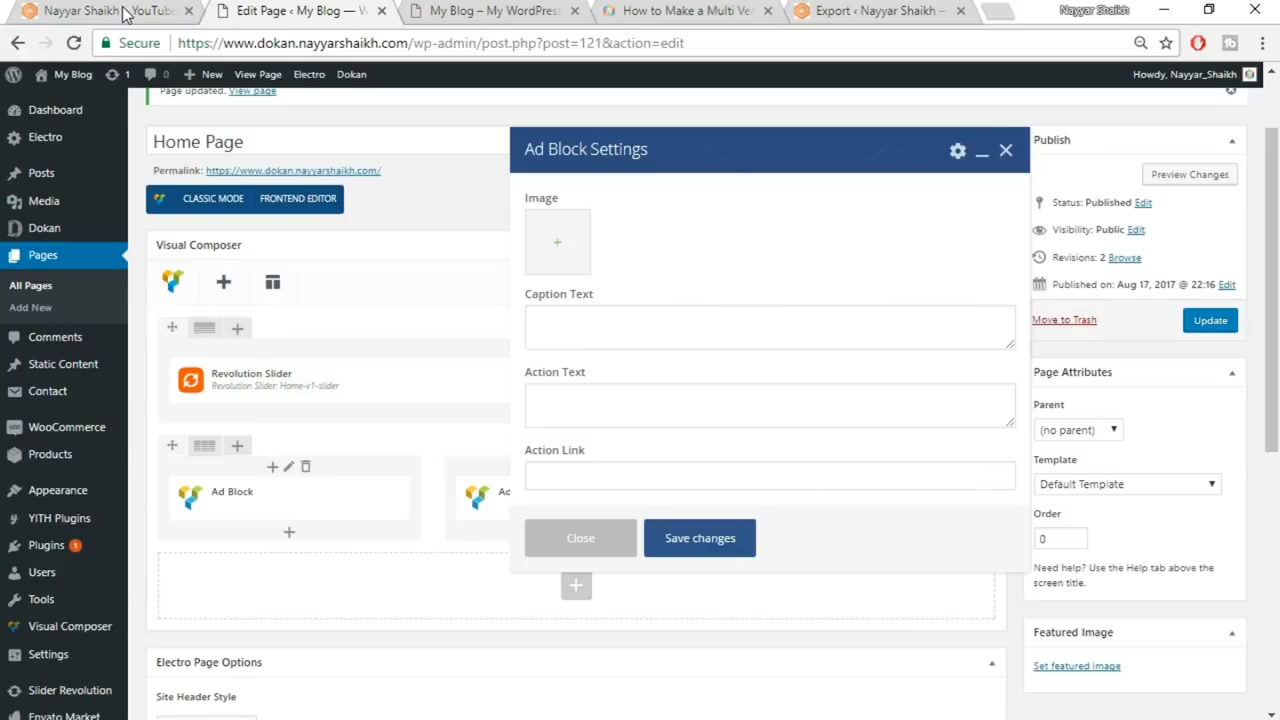 Nayyar Shaikh - YouTube
Edit Page ‹ My Blog — W
My Blog – My WordPress
How to Make a Multi Ve
Export ‹ Nayyar Shaikh —
Nayyar Shaikh
Secure
https://www.dokan.nayyarshaikh.com/wp-admin/post.php?post=121&action=edit
My Blog
1
0
New
View Page
Electro
Dokan
Howdy, Nayyar_Shaikh
Page updated. View page
Dashboard
Electro
Posts
Media
Dokan
Pages
All Pages
Add New
Comments
Static Content
Contact
WooCommerce
Products
Appearance
YITH Plugins
Plugins 1
Users
Tools
Visual Composer
Settings
Slider Revolution
Envato Market
Home Page
Permalink: https://www.dokan.nayyarshaikh.com/
CLASSIC MODE
FRONTEND EDITOR
Visual Composer
Revolution Slider
Revolution Slider: Home-v1-slider
Ad Block
Ad
Electro Page Options
Site Header Style
Ad Block Settings
Image
Caption Text
Action Text
Action Link
Close
Save changes
Publish
Preview Changes
Status: Published Edit
Visibility: Public Edit
Revisions: 2 Browse
Published on: Aug 17, 2017 @ 22:16 Edit
Move to Trash
Update
Page Attributes
Parent
(no parent)
Template
Default Template
Order
0
Need help? Use the Help tab above the
screen title.
Featured Image
Set featured image